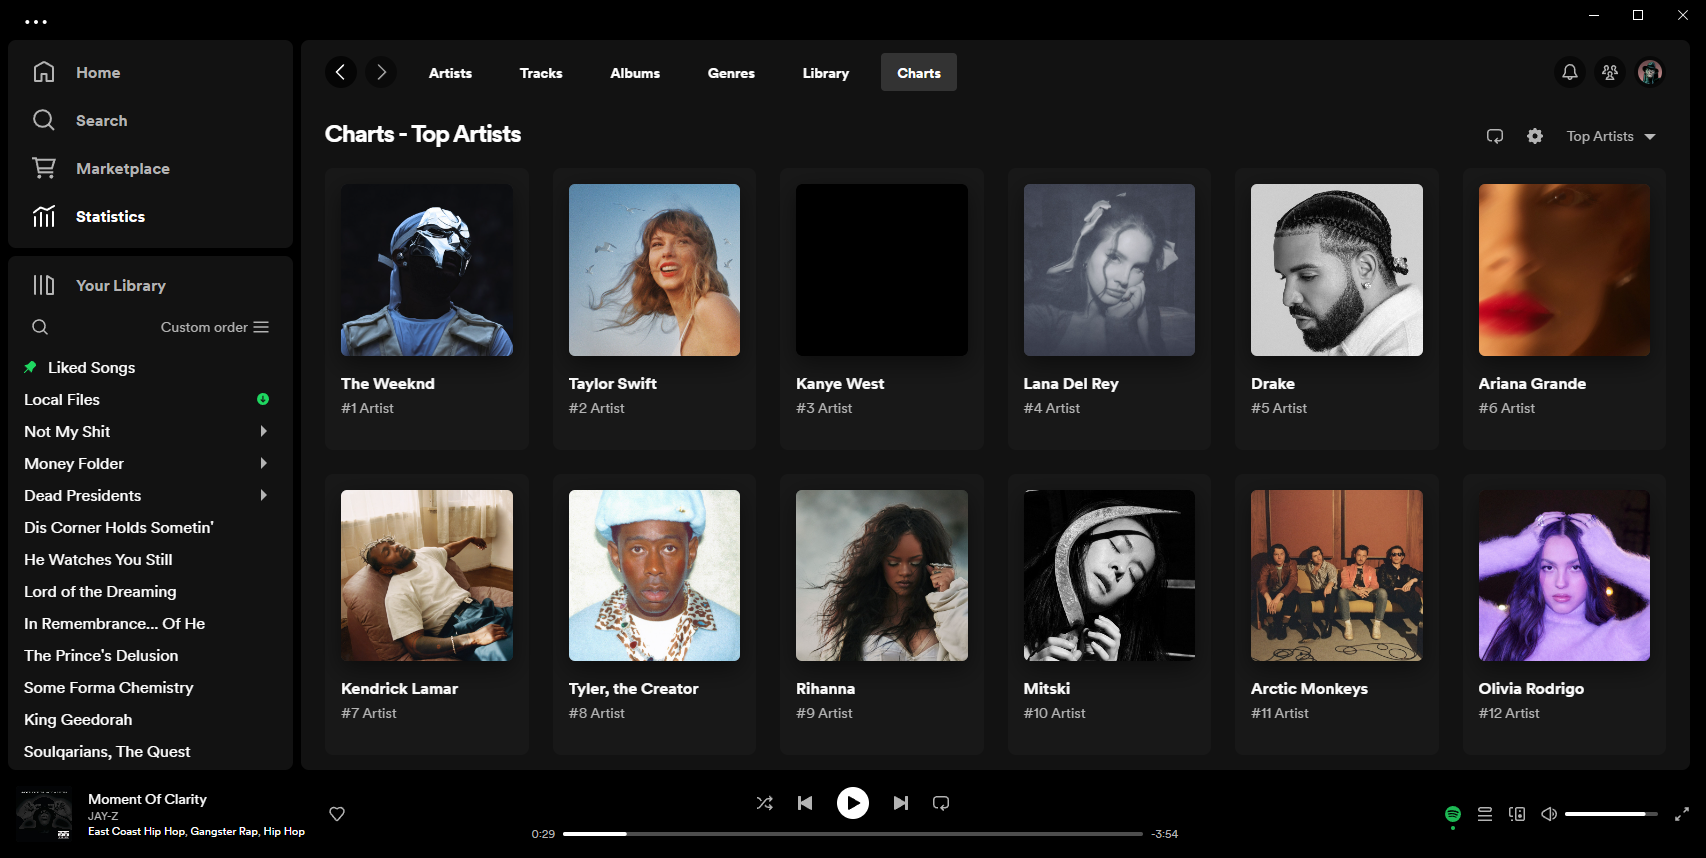 Home
Search
Marketplace
Statistics
Your Library
Custom order
Liked Songs
Local Files
Not My Shit
Money Folder
Dead Presidents
Dis Corner Holds Sometin'
He Watches You Still
Lord of the Dreaming
In Remembrance... Of He
The Prince's Delusion
Some Forma Chemistry
King Geedorah
Soulqarians, The Quest
Artists Tracks Albums Genres Library Charts
Charts - Top Artists
Top Artists
The Weeknd
#1 Artist
Taylor Swift
#2 Artist
Kanye West
#3 Artist
Lana Del Rey
#4 Artist
Drake
#5 Artist
Ariana Grande
#6 Artist
Kendrick Lamar
#7 Artist
Tyler, the Creator
#8 Artist
Rihanna
#9 Artist
Mitski
#10 Artist
Arctic Monkeys
#11 Artist
Olivia Rodrigo
#12 Artist
Moment Of Clarity
JAY-Z
East Coast Hip Hop, Gangster Rap, Hip Hop
0:29
-3:54